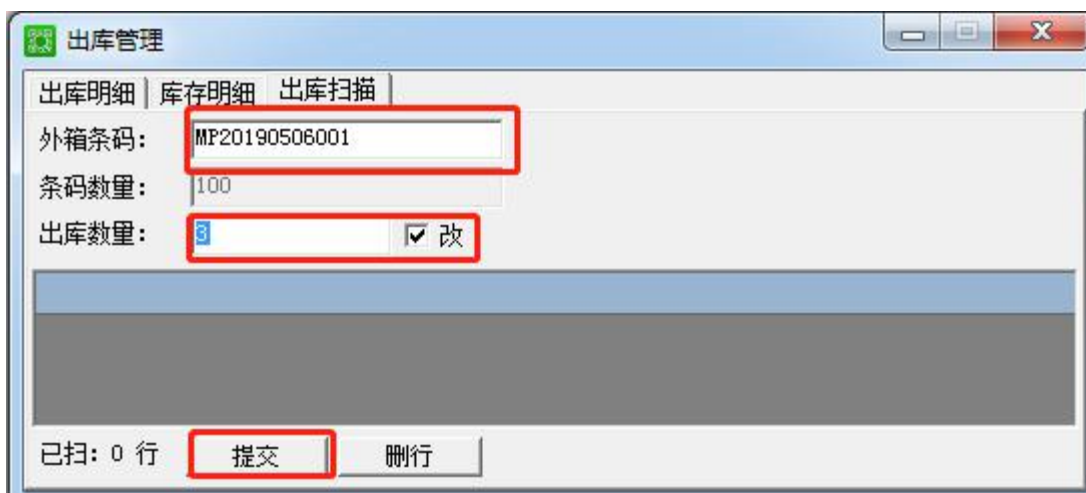 出库管理
出库明细 库存明细 出库扫描
外箱条码: MP20190506001
条码数量: 100
出库数量: 3 改
已扫: 0 行 提交 删行